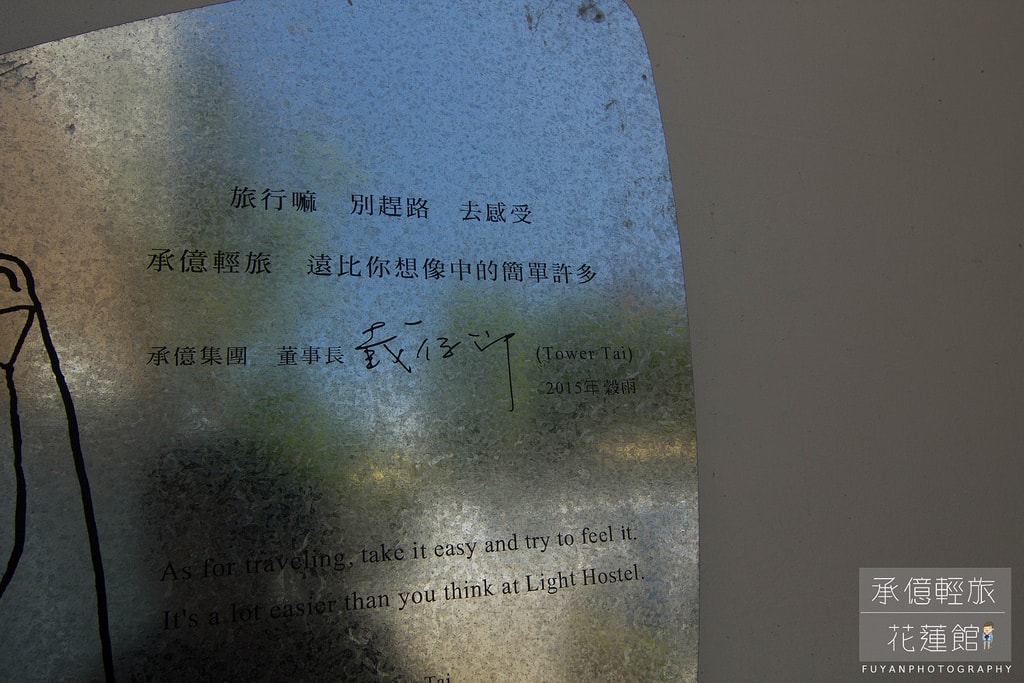 旅行嘛　別趕路　去感受
承億輕旅　遠比你想像中的簡單許多
承億集團　董事長
(Tower Tai)
2015年 穀雨
As for traveling, take it easy and try to feel it.
It's a lot easier than you think at Light Hostel.
Tai
承億輕旅
花蓮館
FUYANPHOTOGRAPHY